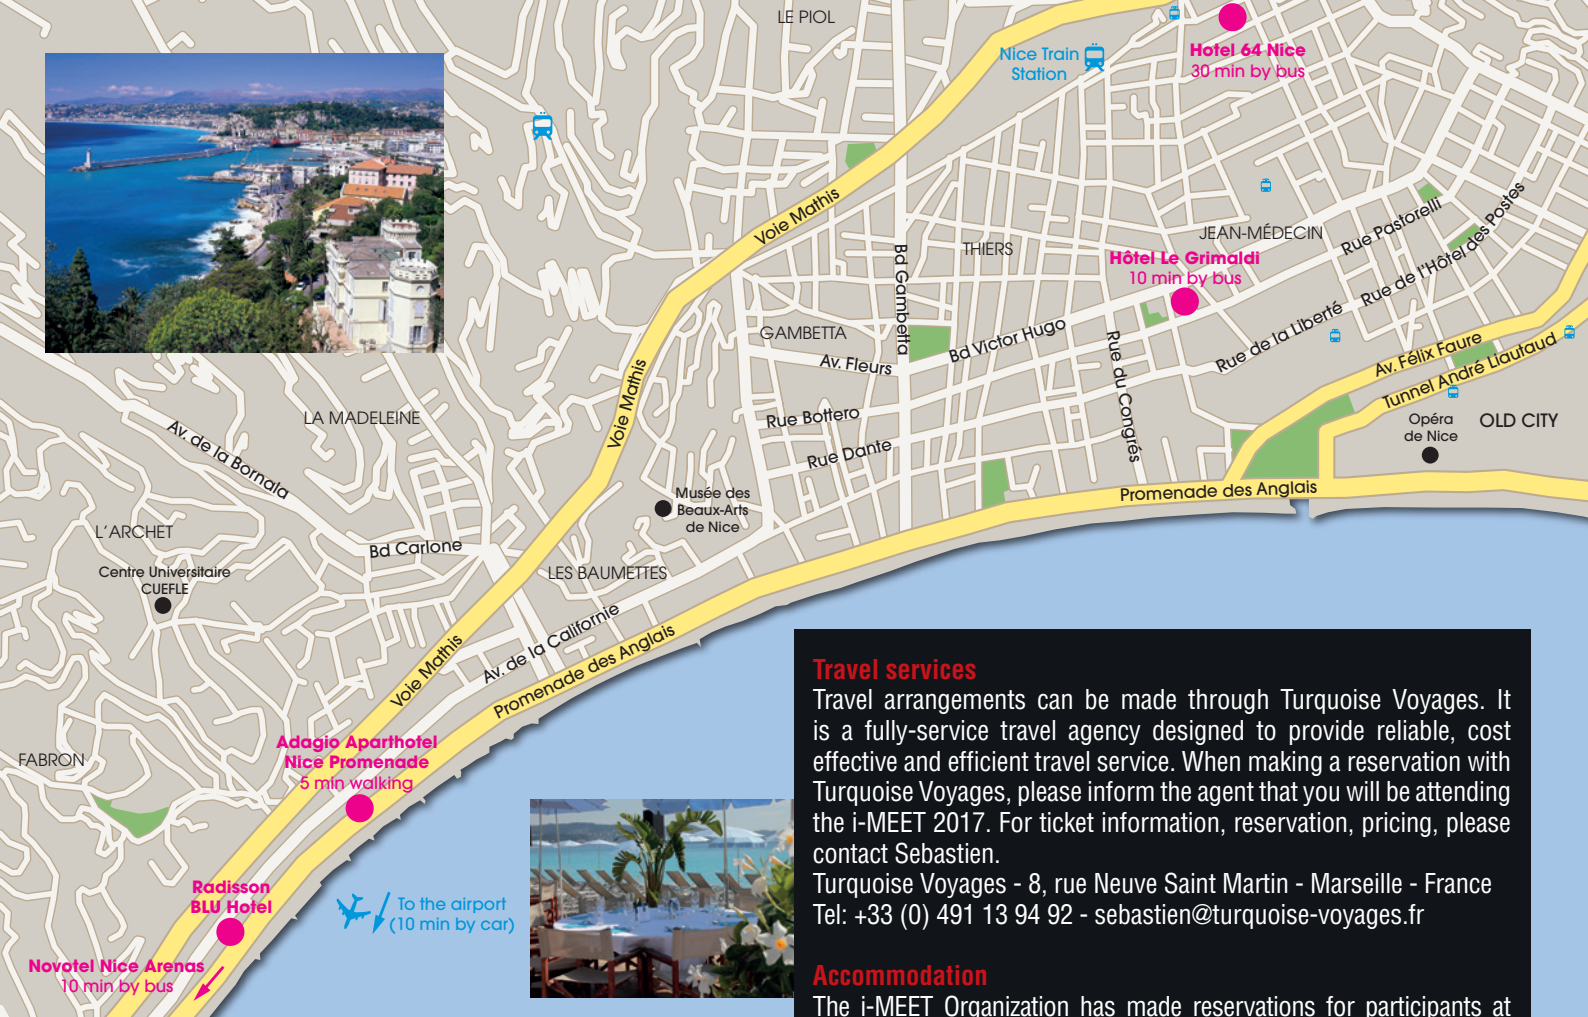 LE PIOL
Nice Train
Station
Hotel 64 Nice
30 min by bus
Voie Mathis
Bd Gambetta
THIERS
JEAN-MÉDECIN
Rue Pastorelli
Rue de l'Hôtel des Postes
Hôtel Le Grimaldi
10 min by bus
GAMBETTA
Av. Fleurs
Bd Victor Hugo
Rue du Congrés
Rue de la Liberté
Av. Félix Faure
Tunnel André Liautaud
Voie Mathis
LA MADELEINE
Av. de la Bornala
Rue Bottero
Rue Dante
Opéra
de Nice
OLD CITY
Promenade des Anglais
Musée des
Beaux-Arts
de Nice
L'ARCHET
Bd Carlone
Centre Universitaire
CUEFLE
LES BAUMETTES
Av. de la Californie
Voie Mathis
Promenade des Anglais
FABRON
Adagio Aparthotel
Nice Promenade
5 min walking
Radisson
BLU Hotel
To the airport
(10 min by car)
Novotel Nice Arenas
10 min by bus
Travel services
Travel arrangements can be made through Turquoise Voyages. It
is a fully-service travel agency designed to provide reliable, cost
effective and efficient travel service. When making a reservation with
Turquoise Voyages, please inform the agent that you will be attending
the i-MEET 2017. For ticket information, reservation, pricing, please
contact Sebastien.
Turquoise Voyages - 8, rue Neuve Saint Martin - Marseille - France
Tel: +33 (0) 491 13 94 92 - sebastien@turquoise-voyages.fr
Accommodation
The i-MEET Organization has made reservations for participants at